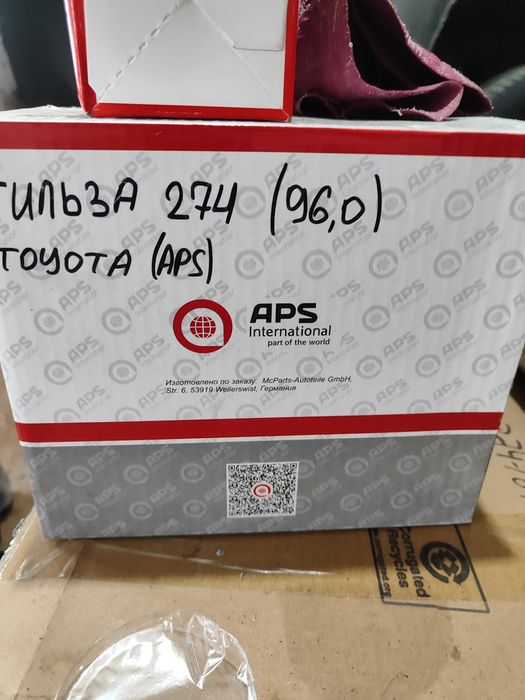 ГИЛЬЗА 274 (96,0)
TOYOTA (APS)
APS
International
part of the world
Изготовлено по заказу: McParts-Autoteile GmbH,
Str. 6, 53919 Weilerswist, Германия
Corrugated
Recycles